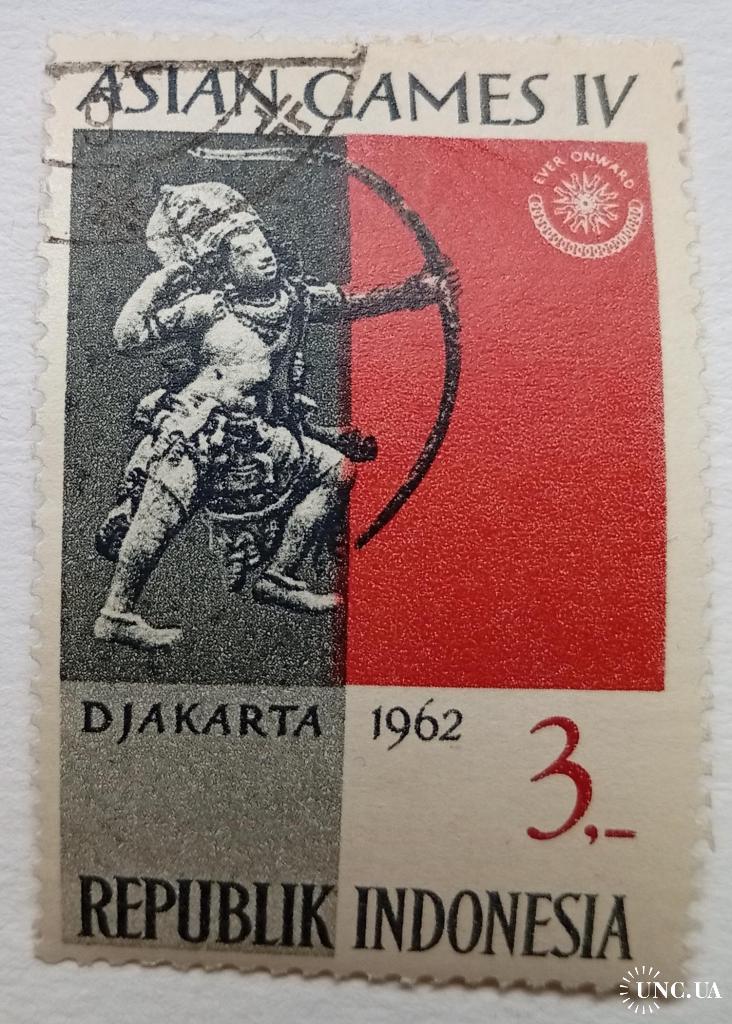 ASIAN GAMES IV
EVER ONWARD
DJAKARTA 1962
3,-
REPUBLIK INDONESIA
UNC.UA